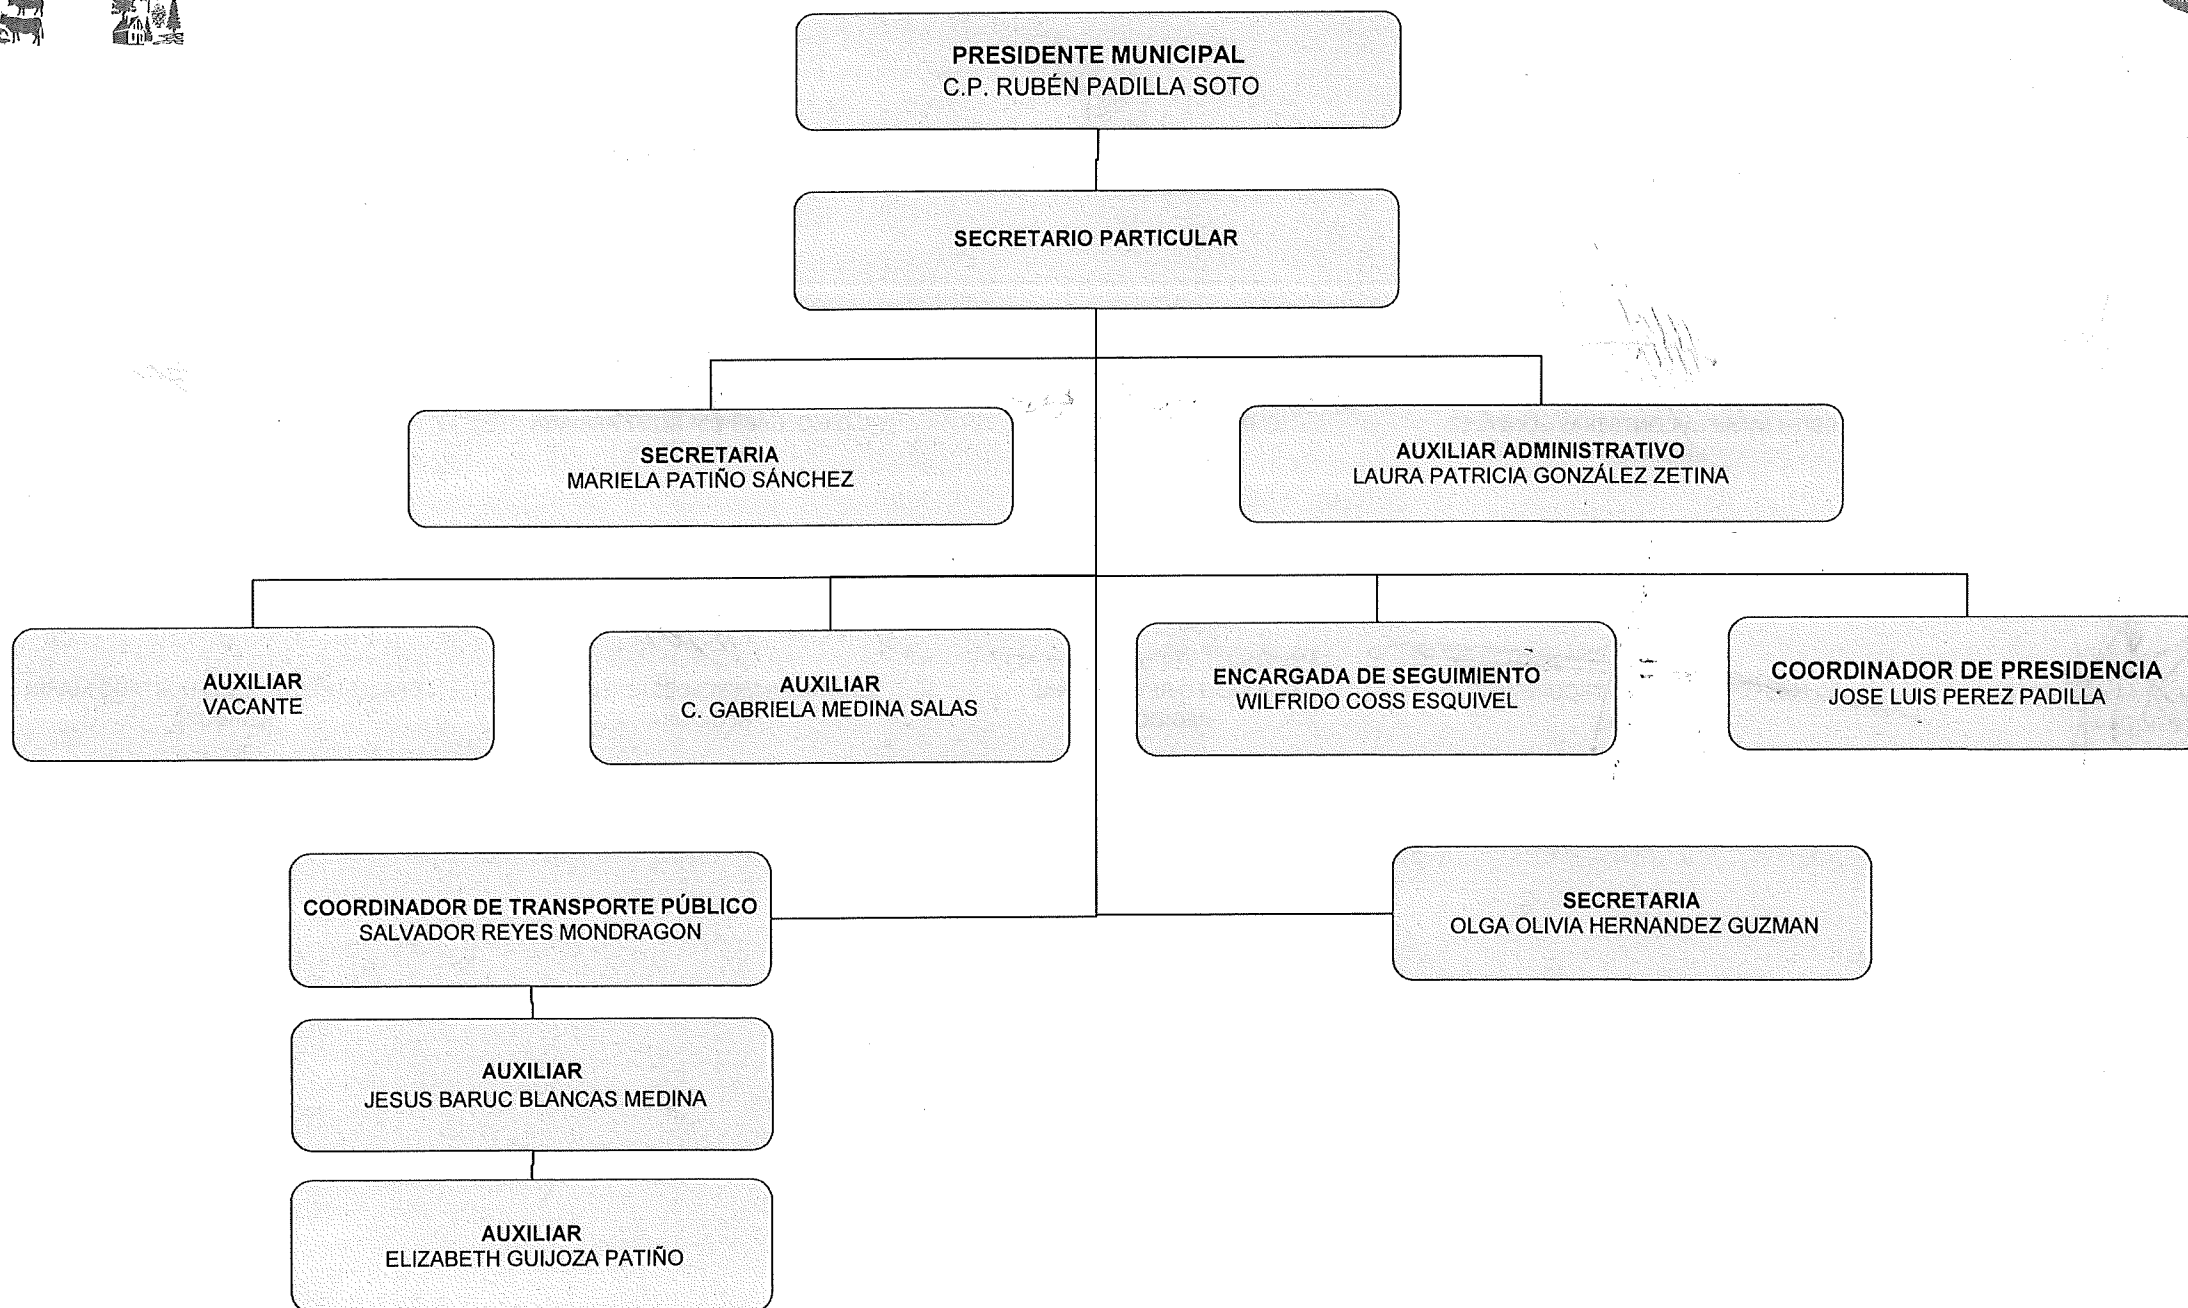 PRESIDENTE MUNICIPAL
C.P. RUBÉN PADILLA SOTO
SECRETARIO PARTICULAR
SECRETARIA
MARIELA PATIÑO SÁNCHEZ
AUXILIAR ADMINISTRATIVO
LAURA PATRICIA GONZÁLEZ ZETINA
AUXILIAR
VACANTE
AUXILIAR
C. GABRIELA MEDINA SALAS
ENCARGADA DE SEGUIMIENTO
WILFRIDO COSS ESQUIVEL
COORDINADOR DE PRESIDENCIA
JOSE LUIS PEREZ PADILLA
COORDINADOR DE TRANSPORTE PÚBLICO
SALVADOR REYES MONDRAGON
SECRETARIA
OLGA OLIVIA HERNANDEZ GUZMAN
AUXILIAR
JESUS BARUC BLANCAS MEDINA
AUXILIAR
ELIZABETH GUIJOZA PATIÑO